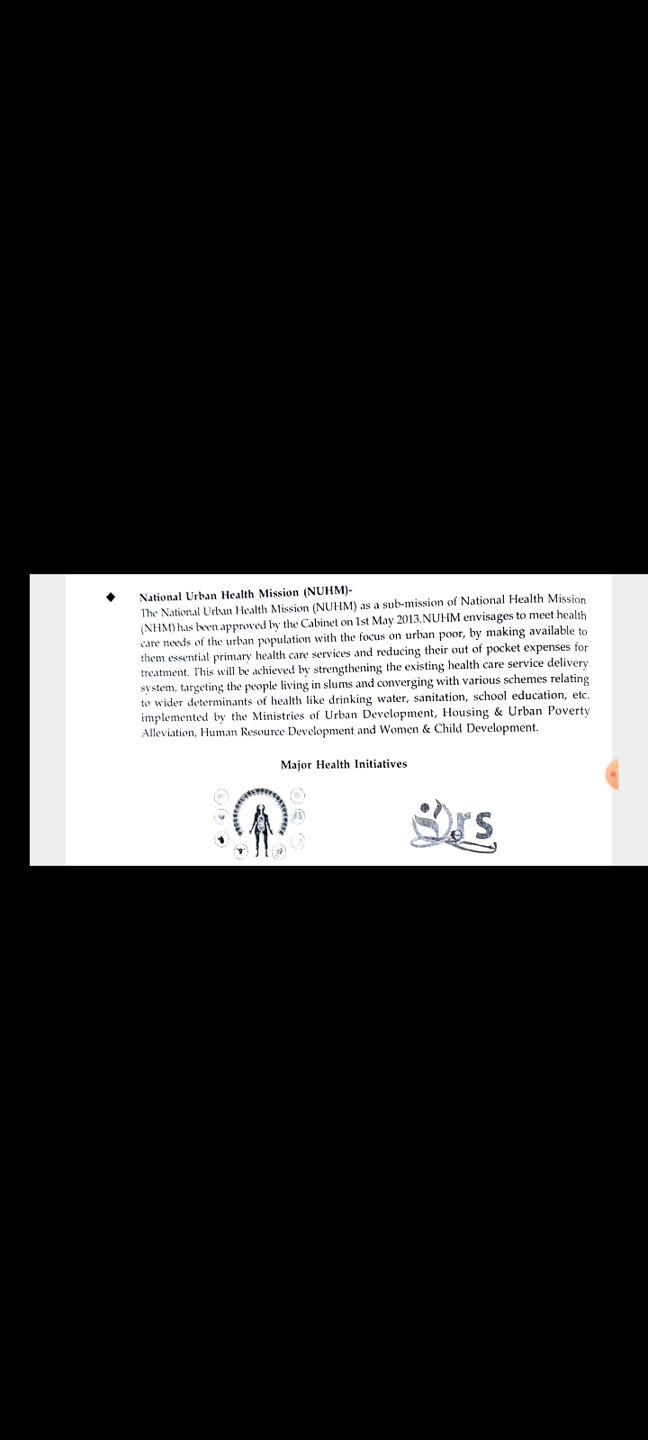 ◆ National Urban Health Mission (NUHM)-
The National Urban Health Mission (NUHM) as a sub-mission of National Health Mission
(NHM) has been approved by the Cabinet on 1st May 2013.NUHM envisages to meet health
care needs of the urban population with the focus on urban poor, by making available to
them essential primary health care services and reducing their out of pocket expenses for
treatment. This will be achieved by strengthening the existing health care service delivery
system, targeting the people living in slums and converging with various schemes relating
to wider determinants of health like drinking water, sanitation, school education, etc.
implemented by the Ministries of Urban Development, Housing & Urban Poverty
Alleviation, Human Resource Development and Women & Child Development.
Major Health Initiatives
rs